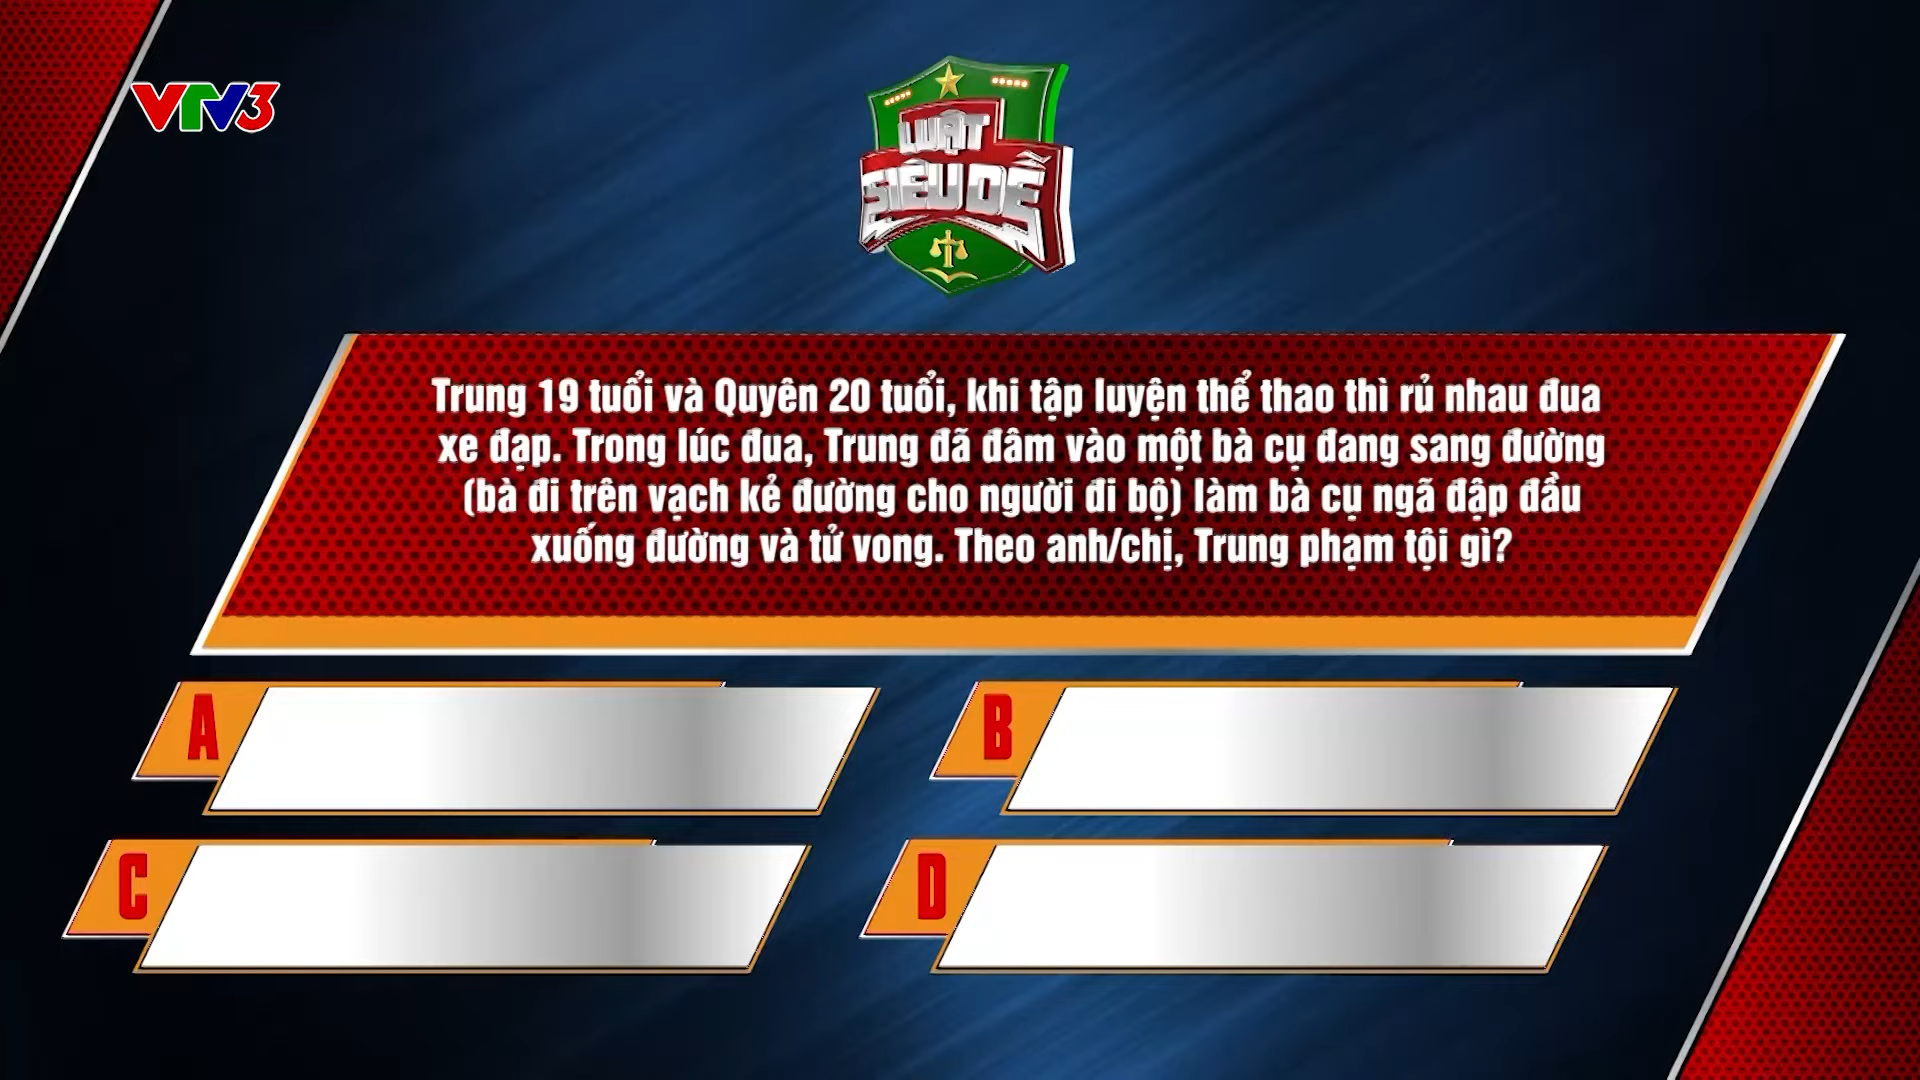 VTV3
LUẬT
SIÊU DỄ
Trung 19 tuổi và Quyên 20 tuổi, khi tập luyện thể thao thì rủ nhau đua
xe đạp. Trong lúc đua, Trung đã đâm vào một bà cụ đang sang đường
(bà đi trên vạch kẻ đường cho người đi bộ) làm bà cụ ngã đập đầu
xuống đường và tử vong. Theo anh/chị, Trung phạm tội gì?
A
B
C
D